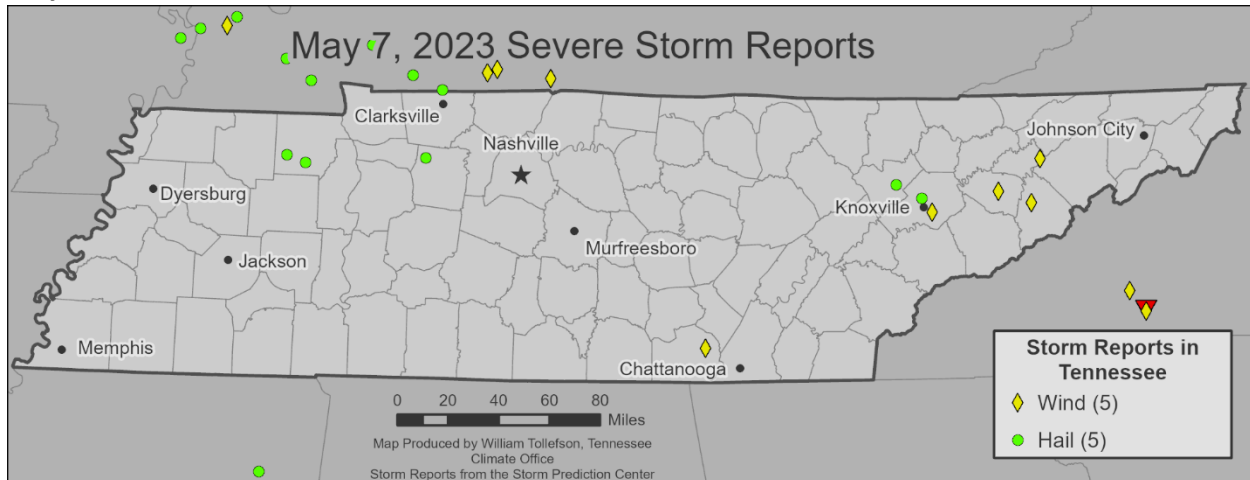 May 7, 2023 Severe Storm Reports
Clarksville
Johnson City
Nashville
Dyersburg
Knoxville
Murfreesboro
Jackson
Memphis
Chattanooga
Storm Reports in
Tennessee
Wind (5)
Hail (5)
0 20 40 60 80
Miles
Map Produced by William Tollefson, Tennessee
Climate Office
Storm Reports from the Storm Prediction Center